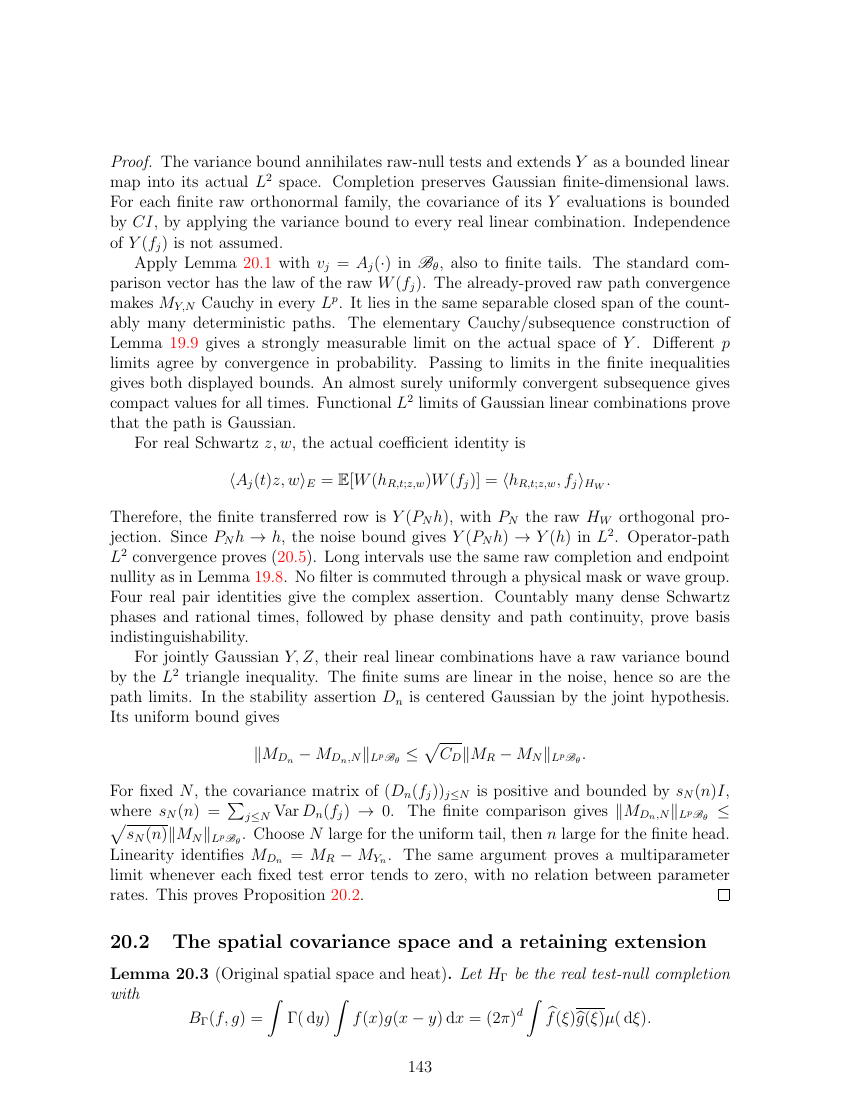 Proof. The variance bound annihilates raw-null tests and extends Y as a bounded linear
map into its actual L² space. Completion preserves Gaussian finite-dimensional laws.
For each finite raw orthonormal family, the covariance of its Y evaluations is bounded
by CI, by applying the variance bound to every real linear combination. Independence
of Y(f_j) is not assumed.
Apply Lemma 20.1 with v_j = A_j(·) in ℬ_θ, also to finite tails. The standard com-
parison vector has the law of the raw W(f_j). The already-proved raw path convergence
makes M_{Y,N} Cauchy in every L^p. It lies in the same separable closed span of the count-
ably many deterministic paths. The elementary Cauchy/subsequence construction of
Lemma 19.9 gives a strongly measurable limit on the actual space of Y. Different p
limits agree by convergence in probability. Passing to limits in the finite inequalities
gives both displayed bounds. An almost surely uniformly convergent subsequence gives
compact values for all times. Functional L² limits of Gaussian linear combinations prove
that the path is Gaussian.
For real Schwartz z, w, the actual coefficient identity is
⟨A_j(t)z, w⟩_E = 𝔼[W(h_{R,t;z,w})W(f_j)] = ⟨h_{R,t;z,w}, f_j⟩_{H_W}.
Therefore, the finite transferred row is Y(P_N h), with P_N the raw H_W orthogonal pro-
jection. Since P_N h → h, the noise bound gives Y(P_N h) → Y(h) in L². Operator-path
L² convergence proves (20.5). Long intervals use the same raw completion and endpoint
nullity as in Lemma 19.8. No filter is commuted through a physical mask or wave group.
Four real pair identities give the complex assertion. Countably many dense Schwartz
phases and rational times, followed by phase density and path continuity, prove basis
indistinguishability.
For jointly Gaussian Y, Z, their real linear combinations have a raw variance bound
by the L² triangle inequality. The finite sums are linear in the noise, hence so are the
path limits. In the stability assertion D_n is centered Gaussian by the joint hypothesis.
Its uniform bound gives
‖M_{D_n} − M_{D_n,N}‖_{L^pℬ_θ} ≤ √C_D‖M_R − M_N‖_{L^pℬ_θ}.
For fixed N, the covariance matrix of (D_n(f_j))_{j≤N} is positive and bounded by s_N(n)I,
where s_N(n) = ∑_{j≤N} Var D_n(f_j) → 0. The finite comparison gives ‖M_{D_n,N}‖_{L^pℬ_θ} ≤
√s_N(n)‖M_N‖_{L^pℬ_θ}. Choose N large for the uniform tail, then n large for the finite head.
Linearity identifies M_{D_n} = M_R − M_{Y_n}. The same argument proves a multiparameter
limit whenever each fixed test error tends to zero, with no relation between parameter
rates. This proves Proposition 20.2. □
20.2 The spatial covariance space and a retaining extension
Lemma 20.3 (Original spatial space and heat). Let H_Γ be the real test-null completion
with
B_Γ(f, g) = ∫ Γ( dy) ∫ f(x)g(x − y) dx = (2π)^d ∫ \widehat{f}(ξ)\overline{\widehat{g}(ξ)}μ( dξ).
143